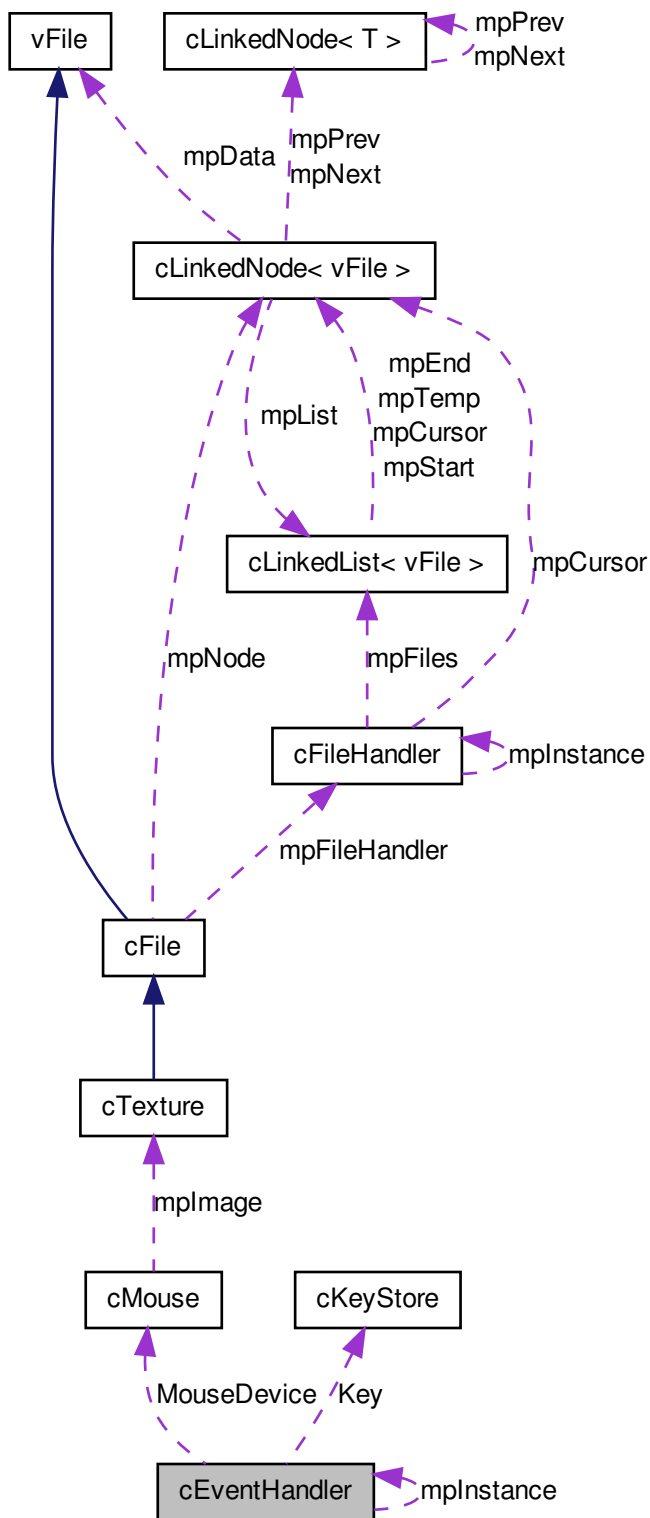 vFile
cLinkedNode< T >
mpPrev
mpNext
mpData
mpPrev
mpNext
cLinkedNode< vFile >
mpList
mpEnd
mpTemp
mpCursor
mpStart
cLinkedList< vFile >
mpCursor
mpNode
mpFiles
cFileHandler
mpInstance
mpFileHandler
cFile
cTexture
mpImage
cMouse
cKeyStore
MouseDevice
Key
cEventHandler
mpInstance